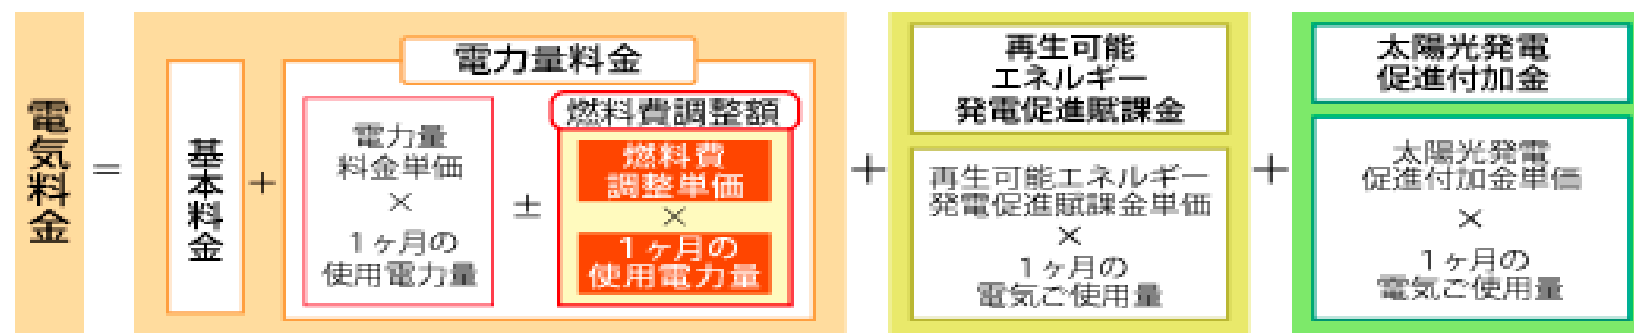 電気料金
=
基本料金
+
電力量料金
電力量
料金単価
×
1ヶ月の
使用電力量
±
燃料費調整額
燃料費
調整単価
×
1ヶ月の
使用電力量
+
再生可能
エネルギー
発電促進賦課金
再生可能エネルギー
発電促進賦課金単価
×
1ヶ月の
電気ご使用量
+
太陽光発電
促進付加金
太陽光発電
促進付加金単価
×
1ヶ月の
電気ご使用量